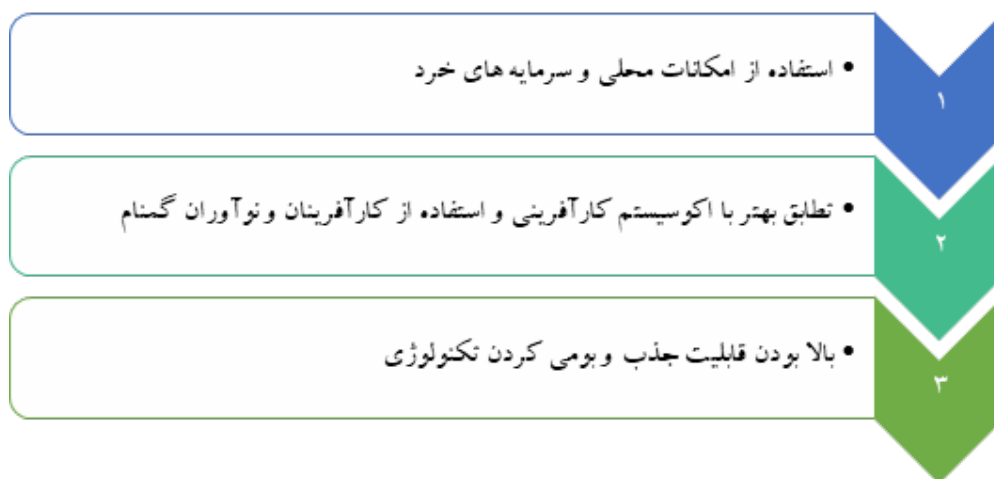 ۱
• استفاده از امکانات محلی و سرمایه های خرد
۲
• تطابق بهتر با اکوسیستم کارآفرینی و استفاده از کارآفرینان و نوآوران گمنام
۳
• بالا بودن قابلیت جذب و بومی کردن تکنولوژی